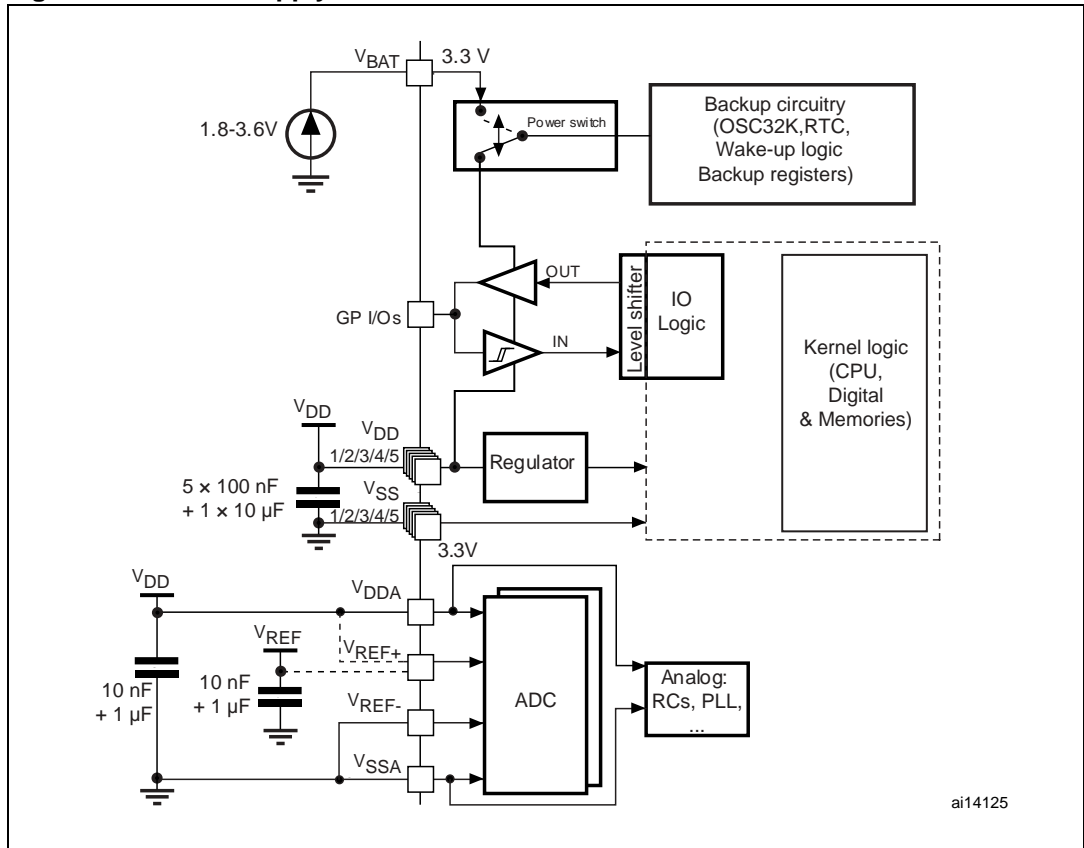 VBAT
3.3 V
1.8-3.6V
Power switch
Backup circuitry
(OSC32K,RTC,
Wake-up logic
Backup registers)
OUT
GP I/Os
IN
Level shifter
IO
Logic
Kernel logic
(CPU,
Digital
& Memories)
VDD
VDD
1/2/3/4/5
Regulator
5 × 100 nF
+ 1 × 10 µF
VSS
1/2/3/4/5
3.3V
VDD
VDDA
VREF
VREF+
10 nF
+ 1 µF
10 nF
+ 1 µF
VREF-
ADC
Analog:
RCs, PLL,
...
VSSA
ai14125